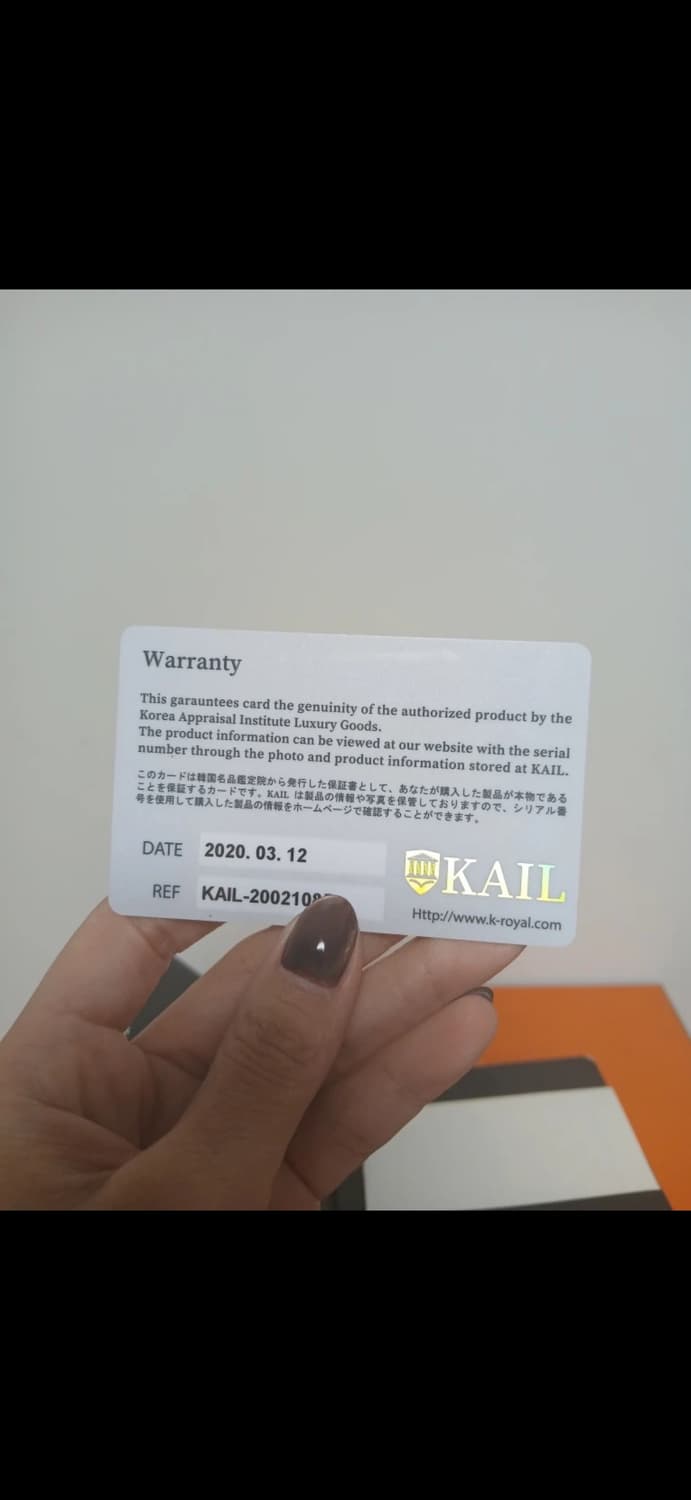 Warranty
This garauntees card the genuinity of the authorized product by the
Korea Appraisal Institute Luxury Goods.
The product information can be viewed at our website with the serial
number through the photo and product information stored at KAIL.
このカードは韓国名品鑑定院から発行した保証書として、あなたが購入した製品が本物である
ことを保証するカードです。KAIL は製品の情報や写真を保管しておりますので、シリアル番
号を使用して購入した製品の情報をホームページで確認することができます。
DATE 2020. 03. 12
REF KAIL-2002108
KAIL
Http://www.k-royal.com